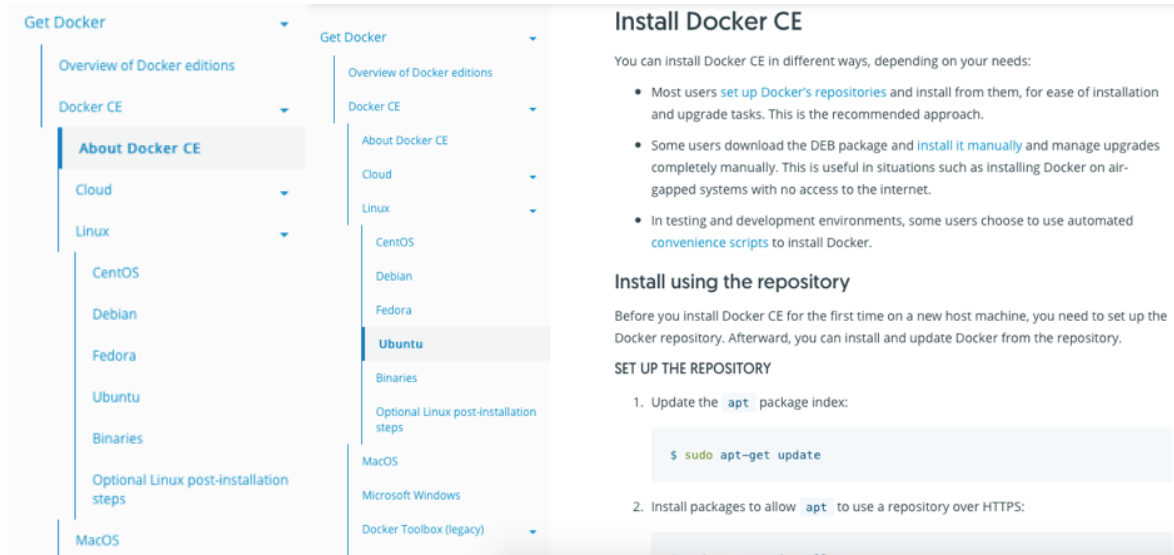 Get Docker
Overview of Docker editions
Docker CE
About Docker CE
Cloud
Linux
CentOS
Debian
Fedora
Ubuntu
Binaries
Optional Linux post-installation
steps
MacOS
Get Docker
Overview of Docker editions
Docker CE
About Docker CE
Cloud
Linux
CentOS
Debian
Fedora
Ubuntu
Binaries
Optional Linux post-installation
steps
MacOS
Microsoft Windows
Docker Toolbox (legacy)
Install Docker CE
You can install Docker CE in different ways, depending on your needs:
• Most users set up Docker's repositories and install from them, for ease of installation
and upgrade tasks. This is the recommended approach.
• Some users download the DEB package and install it manually and manage upgrades
completely manually. This is useful in situations such as installing Docker on air-
gapped systems with no access to the internet.
• In testing and development environments, some users choose to use automated
convenience scripts to install Docker.
Install using the repository
Before you install Docker CE for the first time on a new host machine, you need to set up the
Docker repository. Afterward, you can install and update Docker from the repository.
SET UP THE REPOSITORY
1. Update the apt package index:
$ sudo apt-get update
2. Install packages to allow apt to use a repository over HTTPS: